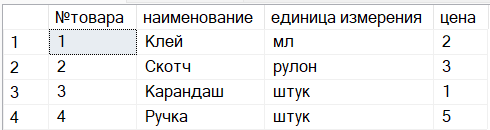 №товара наименование единица измерения цена
1 1 Клей мл 2
2 2 Скотч рулон 3
3 3 Карандаш штук 1
4 4 Ручка штук 5